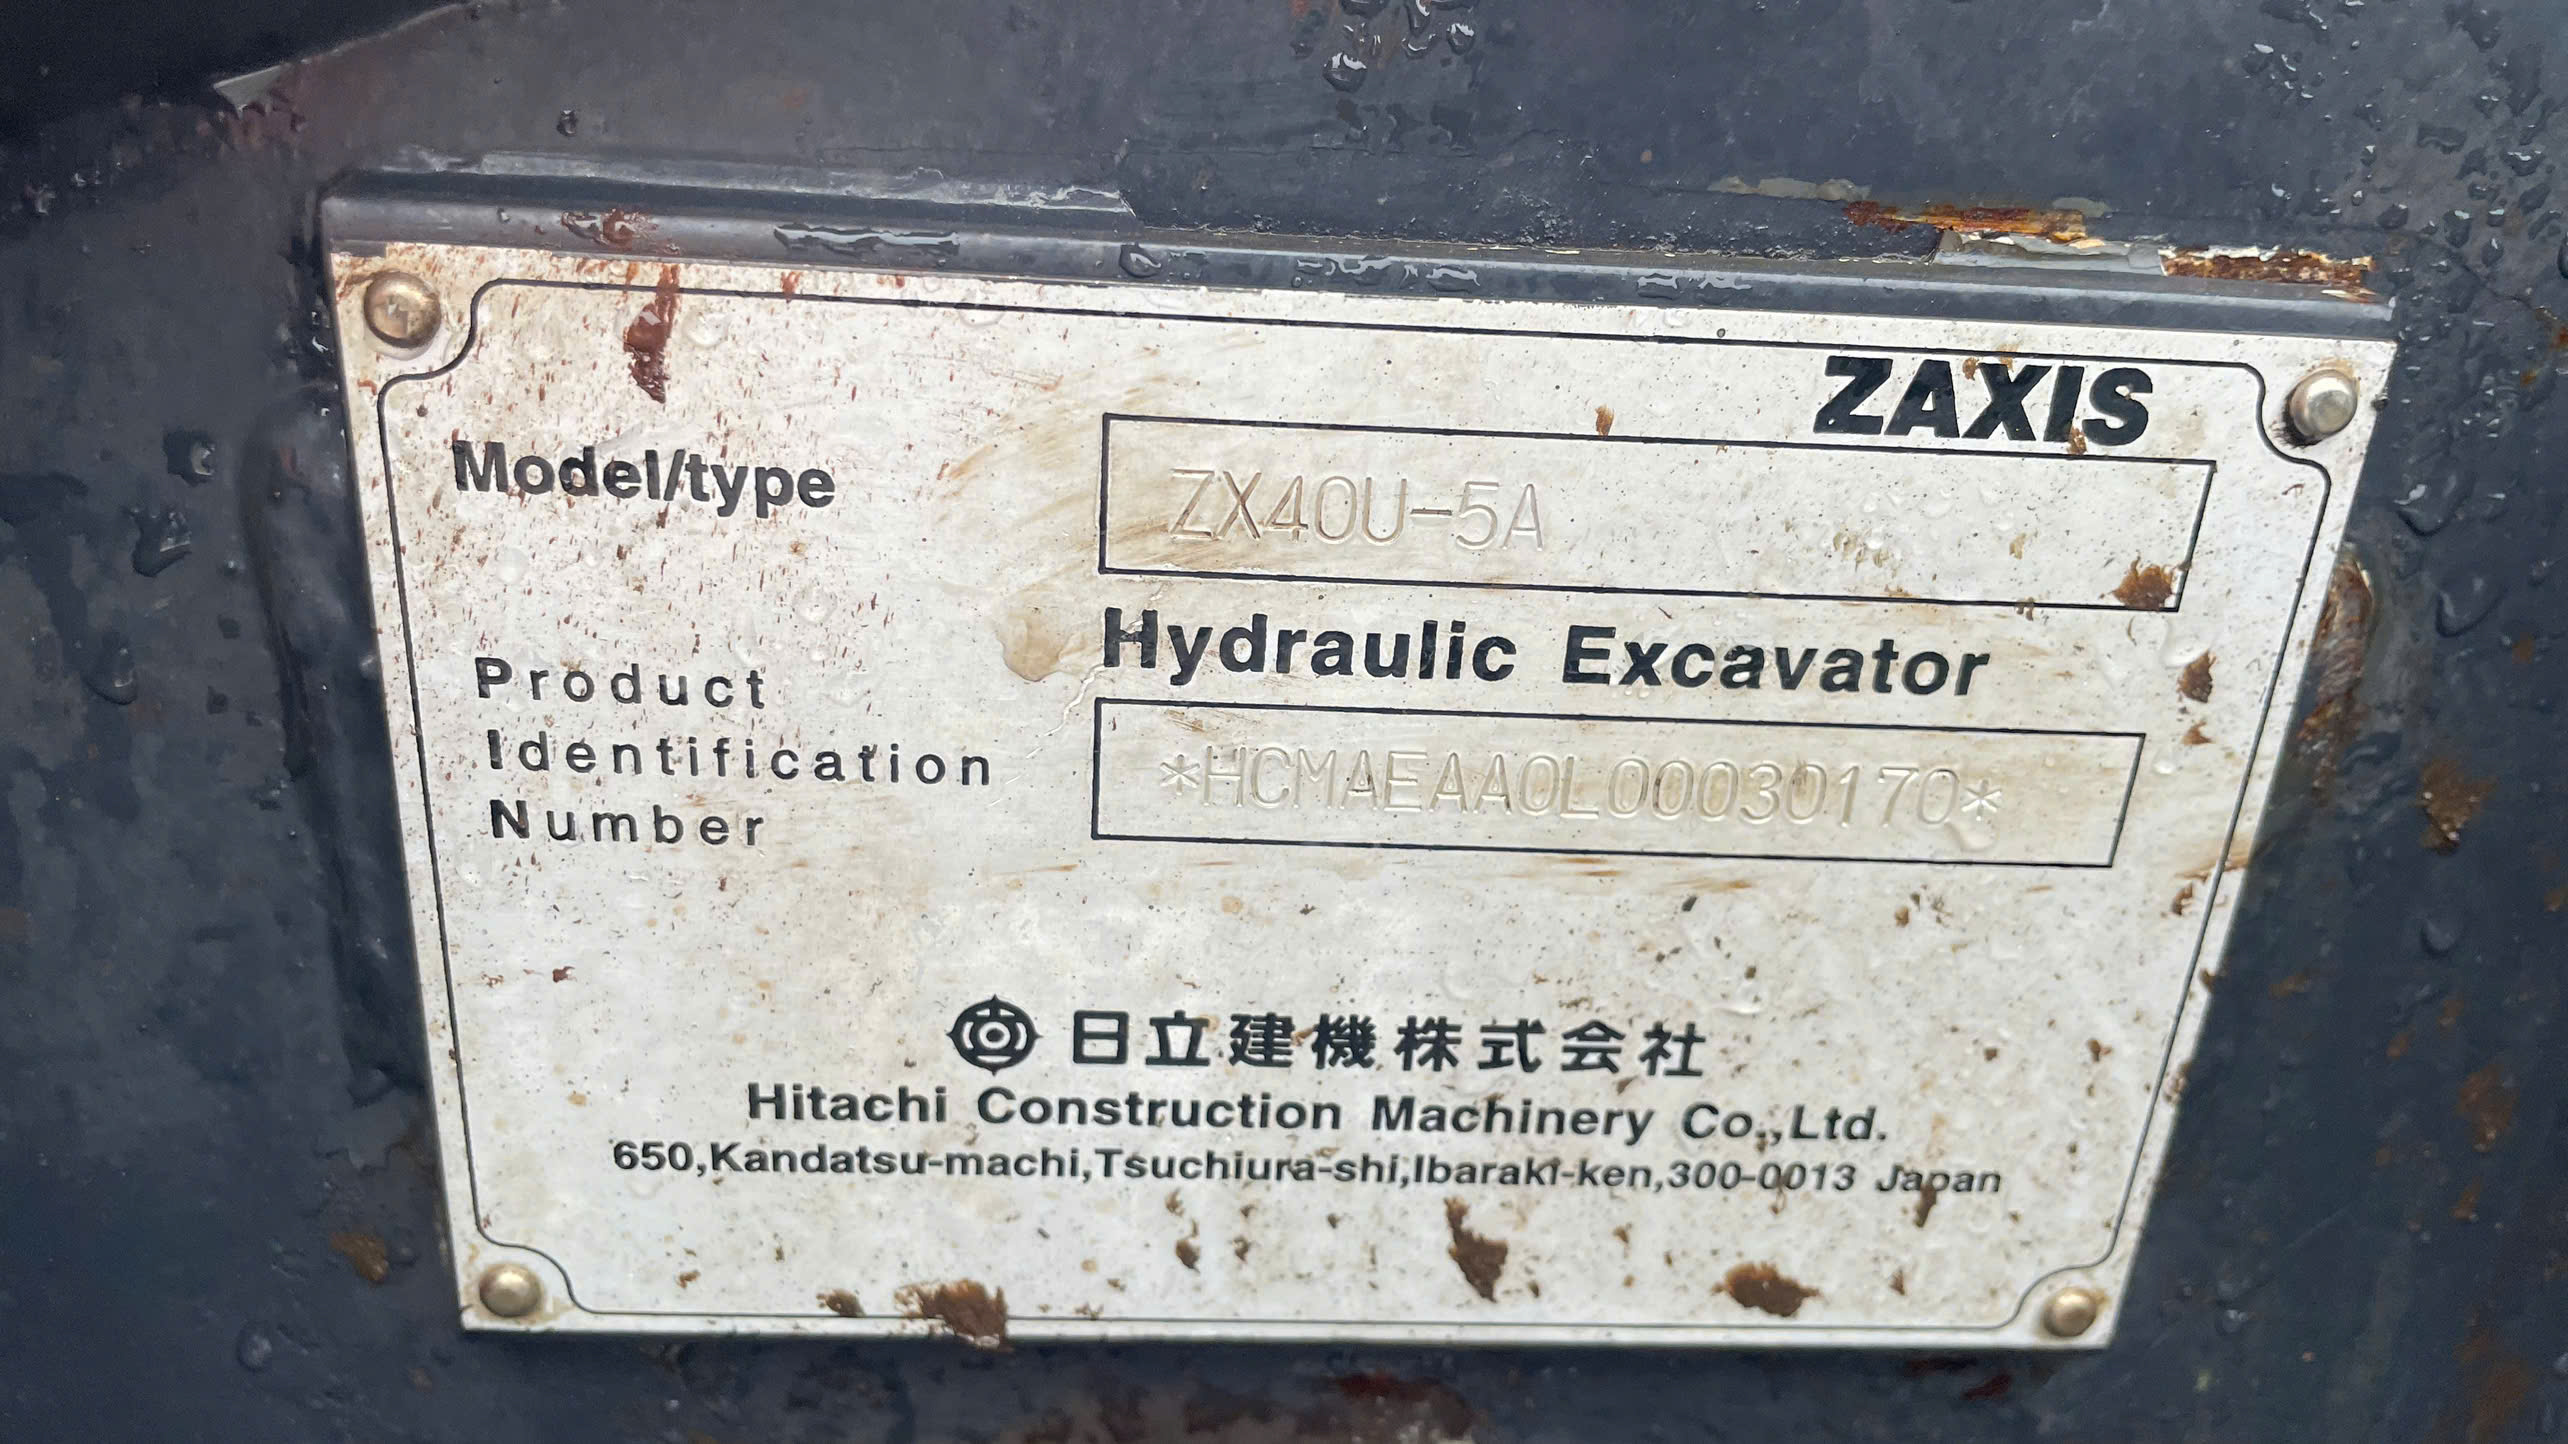 ZAXIS
Model/type ZX40U-5A
Hydraulic Excavator
Product
Identification
Number
*HCMAEAA0L00030170*
日立建機株式会社
Hitachi Construction Machinery Co.,Ltd.
650,Kandatsu-machi,Tsuchiura-shi,Ibaraki-ken,300-0013 Japan